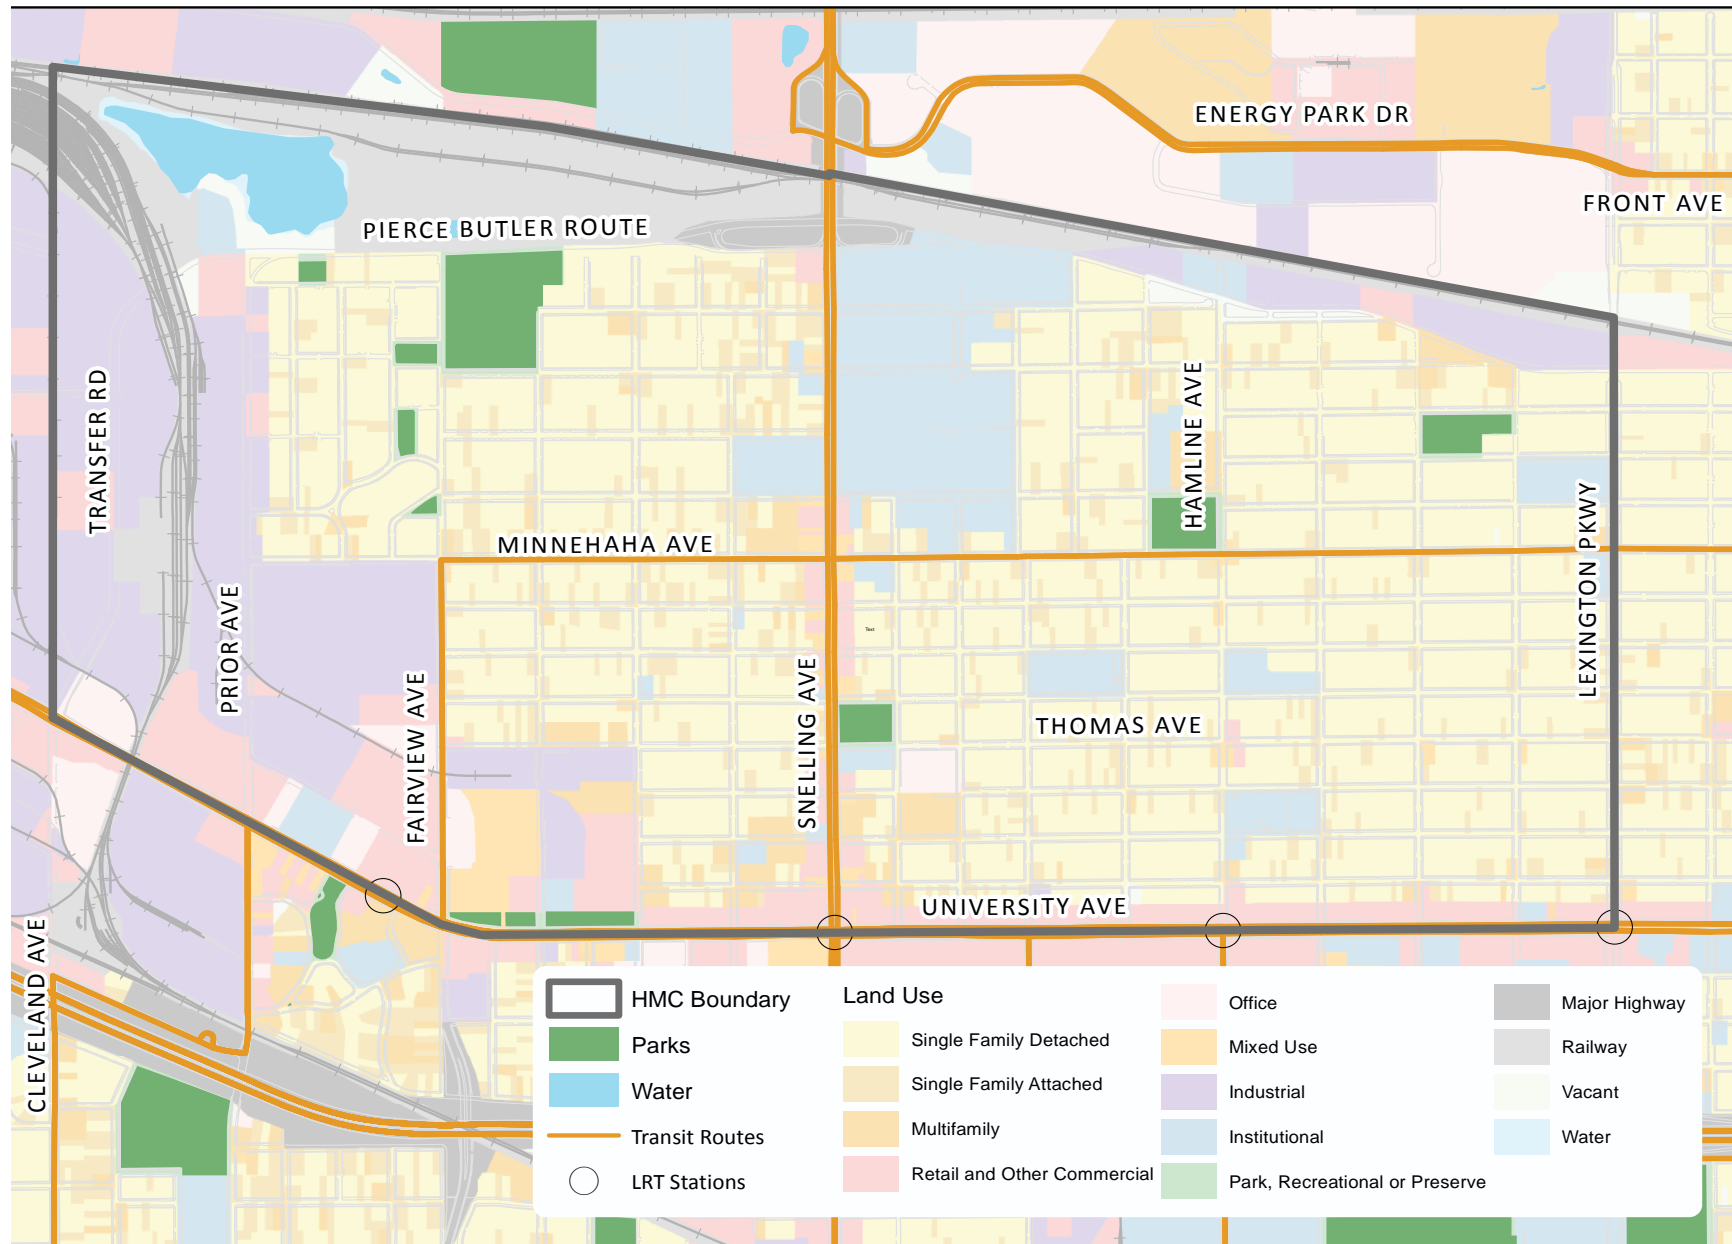 ENERGY PARK DR
FRONT AVE
PIERCE BUTLER ROUTE
TRANSFER RD
HAMLINE AVE
MINNEHAHA AVE
LEXINGTON PKWY
PRIOR AVE
Text
FAIRVIEW AVE
SNELLING AVE
THOMAS AVE
UNIVERSITY AVE
CLEVELAND AVE
HMC Boundary
Parks
Water
Transit Routes
LRT Stations
Land Use
Single Family Detached
Single Family Attached
Multifamily
Retail and Other Commercial
Office
Mixed Use
Industrial
Institutional
Park, Recreational or Preserve
Major Highway
Railway
Vacant
Water